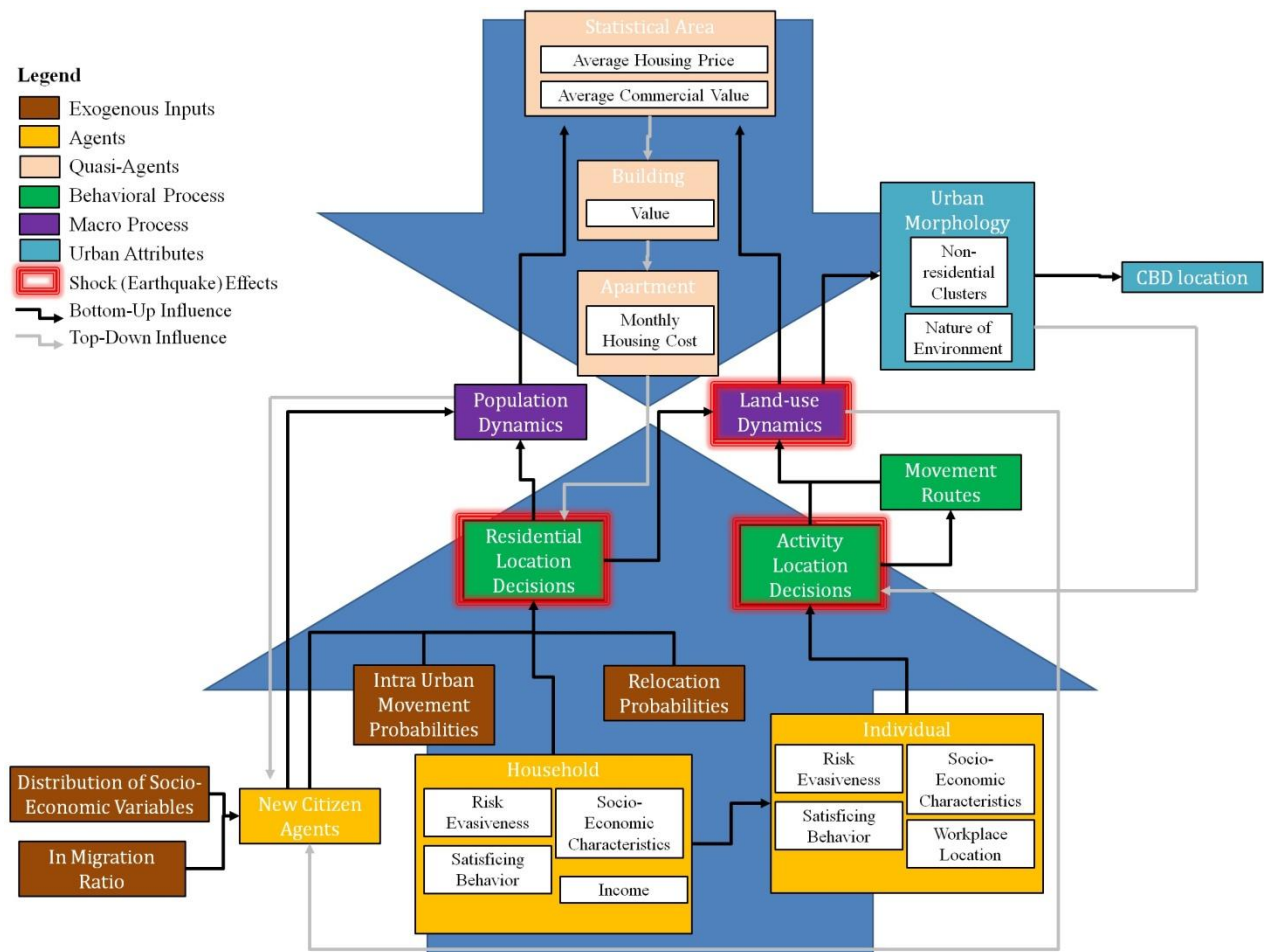 Statistical Area
Average Housing Price
Average Commercial Value
Legend
Exogenous Inputs
Agents
Quasi-Agents
Behavioral Process
Macro Process
Urban Attributes
Shock (Earthquake) Effects
Bottom-Up Influence
Top-Down Influence
Building
Value
Apartment
Monthly
Housing Cost
Urban
Morphology
Non-
residential
Clusters
Nature of
Environment
CBD location
Population
Dynamics
Land-use
Dynamics
Movement
Routes
Residential
Location
Decisions
Activity
Location
Decisions
Intra Urban
Movement
Probabilities
Relocation
Probabilities
Distribution of Socio-
Economic Variables
In Migration
Ratio
New Citizen
Agents
Household
Risk
Evasiveness
Socio-
Economic
Characteristics
Satisficing
Behavior
Income
Individual
Risk
Evasiveness
Socio-
Economic
Characteristics
Satisficing
Behavior
Workplace
Location